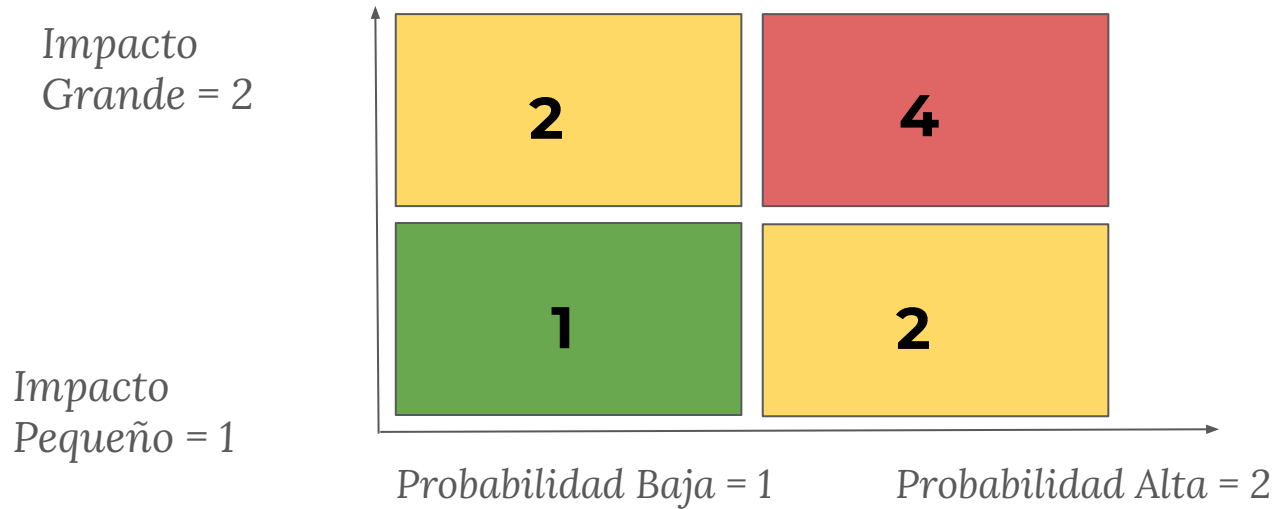 Impacto
Grande = 2
2
4
1
2
Impacto
Pequeño = 1
Probabilidad Baja = 1
Probabilidad Alta = 2